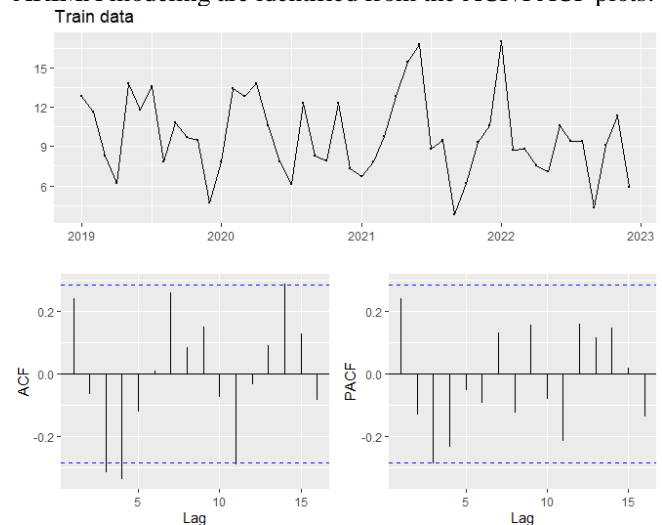 ARIMA modeling are identified from the ACF/PACF plots.
Train data
15
12
9
6
2019 2020 2021 2022 2023
ACF
0.2
0.0
-0.2
5 10 15
Lag
PACF
0.2
0.0
-0.2
5 10 15
Lag